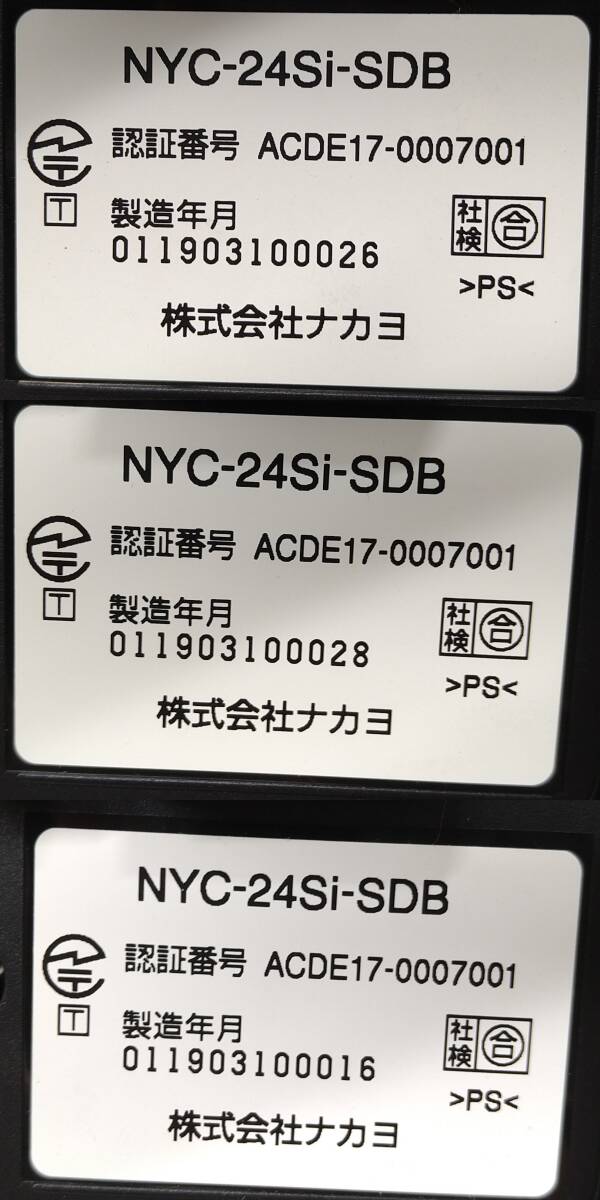 NYC-24Si-SDB
認証番号 ACDE17-0007001
T
製造年月
011903100026
社検 合
>PS<
株式会社ナカヨ
NYC-24Si-SDB
認証番号 ACDE17-0007001
T
製造年月
011903100028
社検 合
>PS<
株式会社ナカヨ
NYC-24Si-SDB
認証番号 ACDE17-0007001
T
製造年月
011903100016
社検 合
>PS<
株式会社ナカヨ